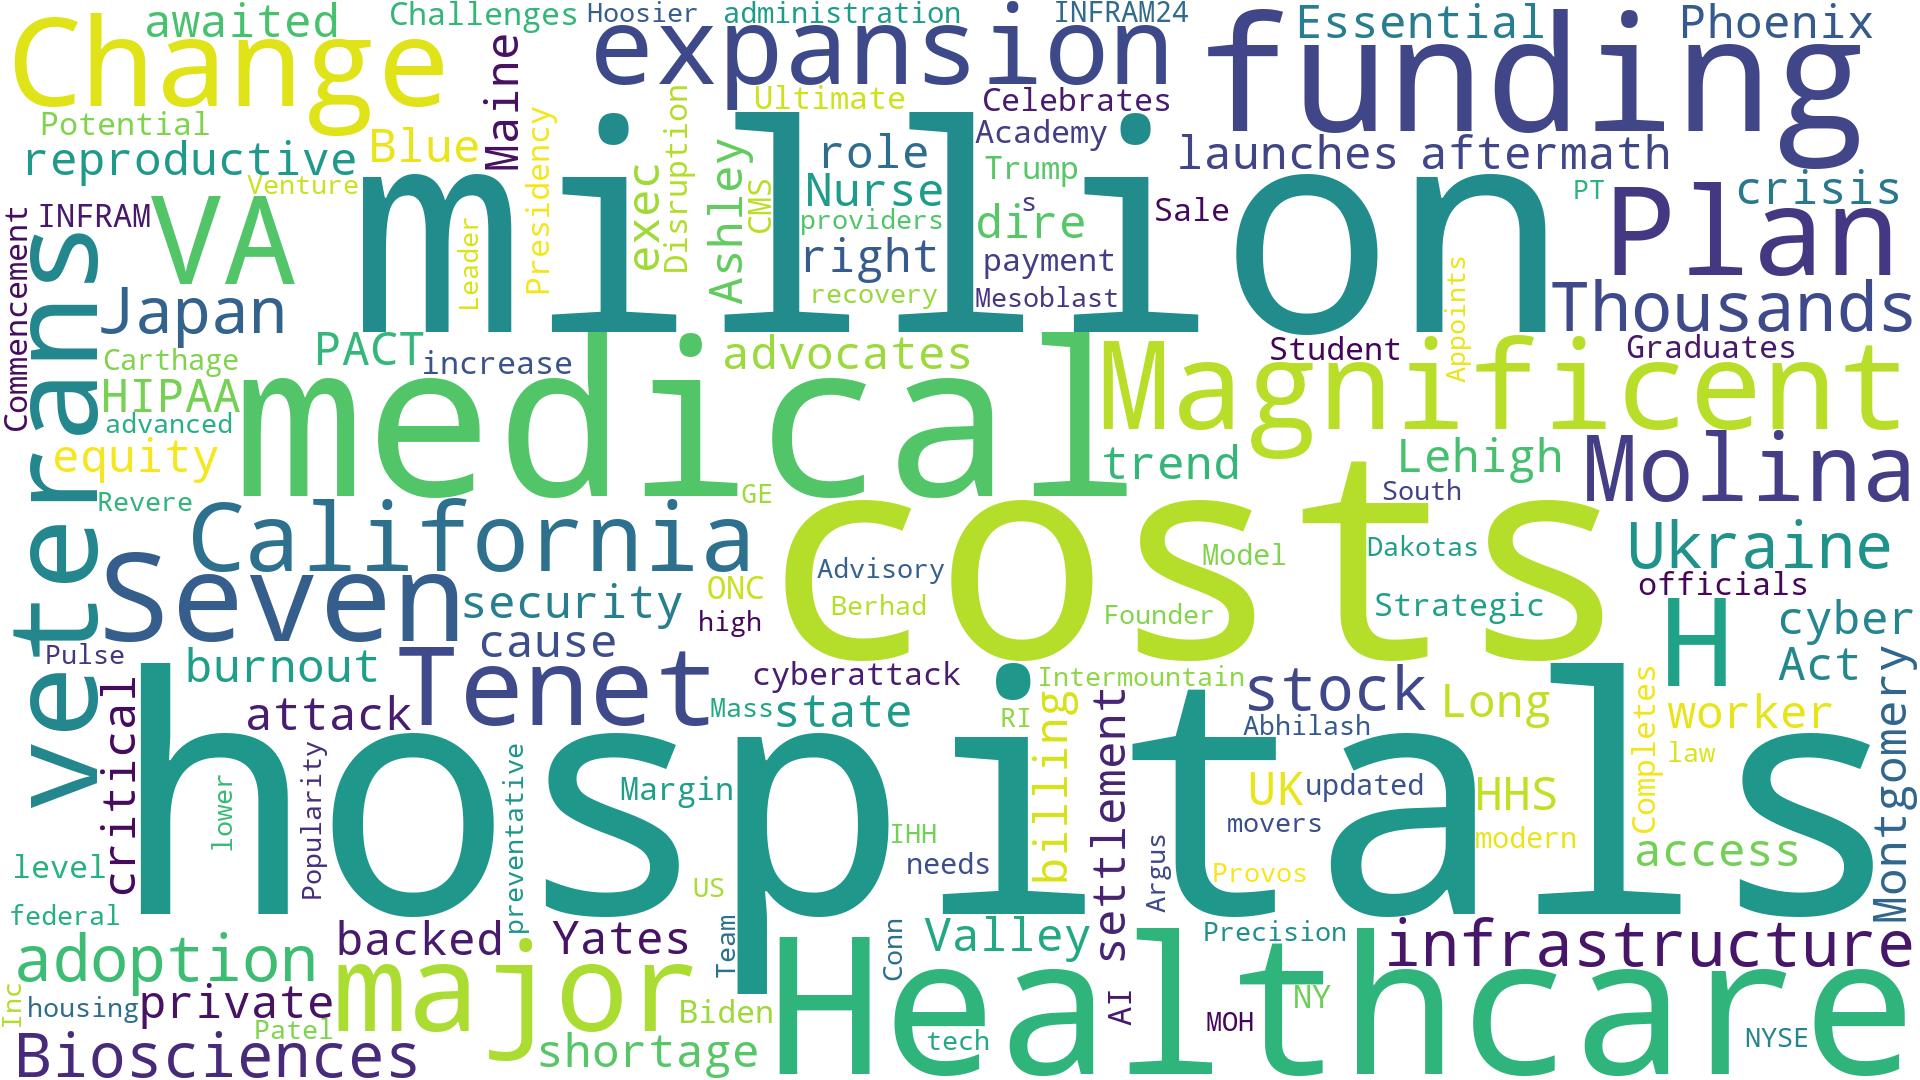 Change
awaited
Challenges
Hoosier
administration
INFRAM24
Essential
Phoenix
expansion
funding
Maine
Ultimate
Celebrates
Potential
Blue
Presidency
Disruption
exec
Ashley
CMS
role
Academy
launches
aftermath
reproductive
Venture
Nurse
Trump
s
PT
crisis
INFRAM
VA
million
Leader
providers
dire
Sale
Plan
right
payment
recovery
Mesoblast
Appoints
Commencement
veterans
Japan
Thousands
PACT
increase
advocates
Student
Graduates
Carthage
HIPAA
advanced
medical
Magnificent
equity
trend
Lehigh
Molina
Revere
GE
South
California
costs
Ukraine
Seven
Advisory
Model
Dakotas
security
ONC
Berhad
Founder
Strategic
officials
high
H
cyber
cause
Pulse
burnout
Tenet
cyberattack
Intermountain
stock
Long
Act
critical
attack
Mass
state
RI
billing
settlement
Abhilash
Completes
worker
law
Montgomery
hospitals
lower
Popularity
preventative
Margin
UK
updated
HHS
IHH
needs
Argus
movers
modern
access
level
US
Provos
federal
adoption
backed
Yates
Team
Conn
Valley
Precision
infrastructure
Inc
housing
private
major
Biden
Healthcare
AI
NY
Patel
MOH
Biosciences
shortage
tech
NYSE